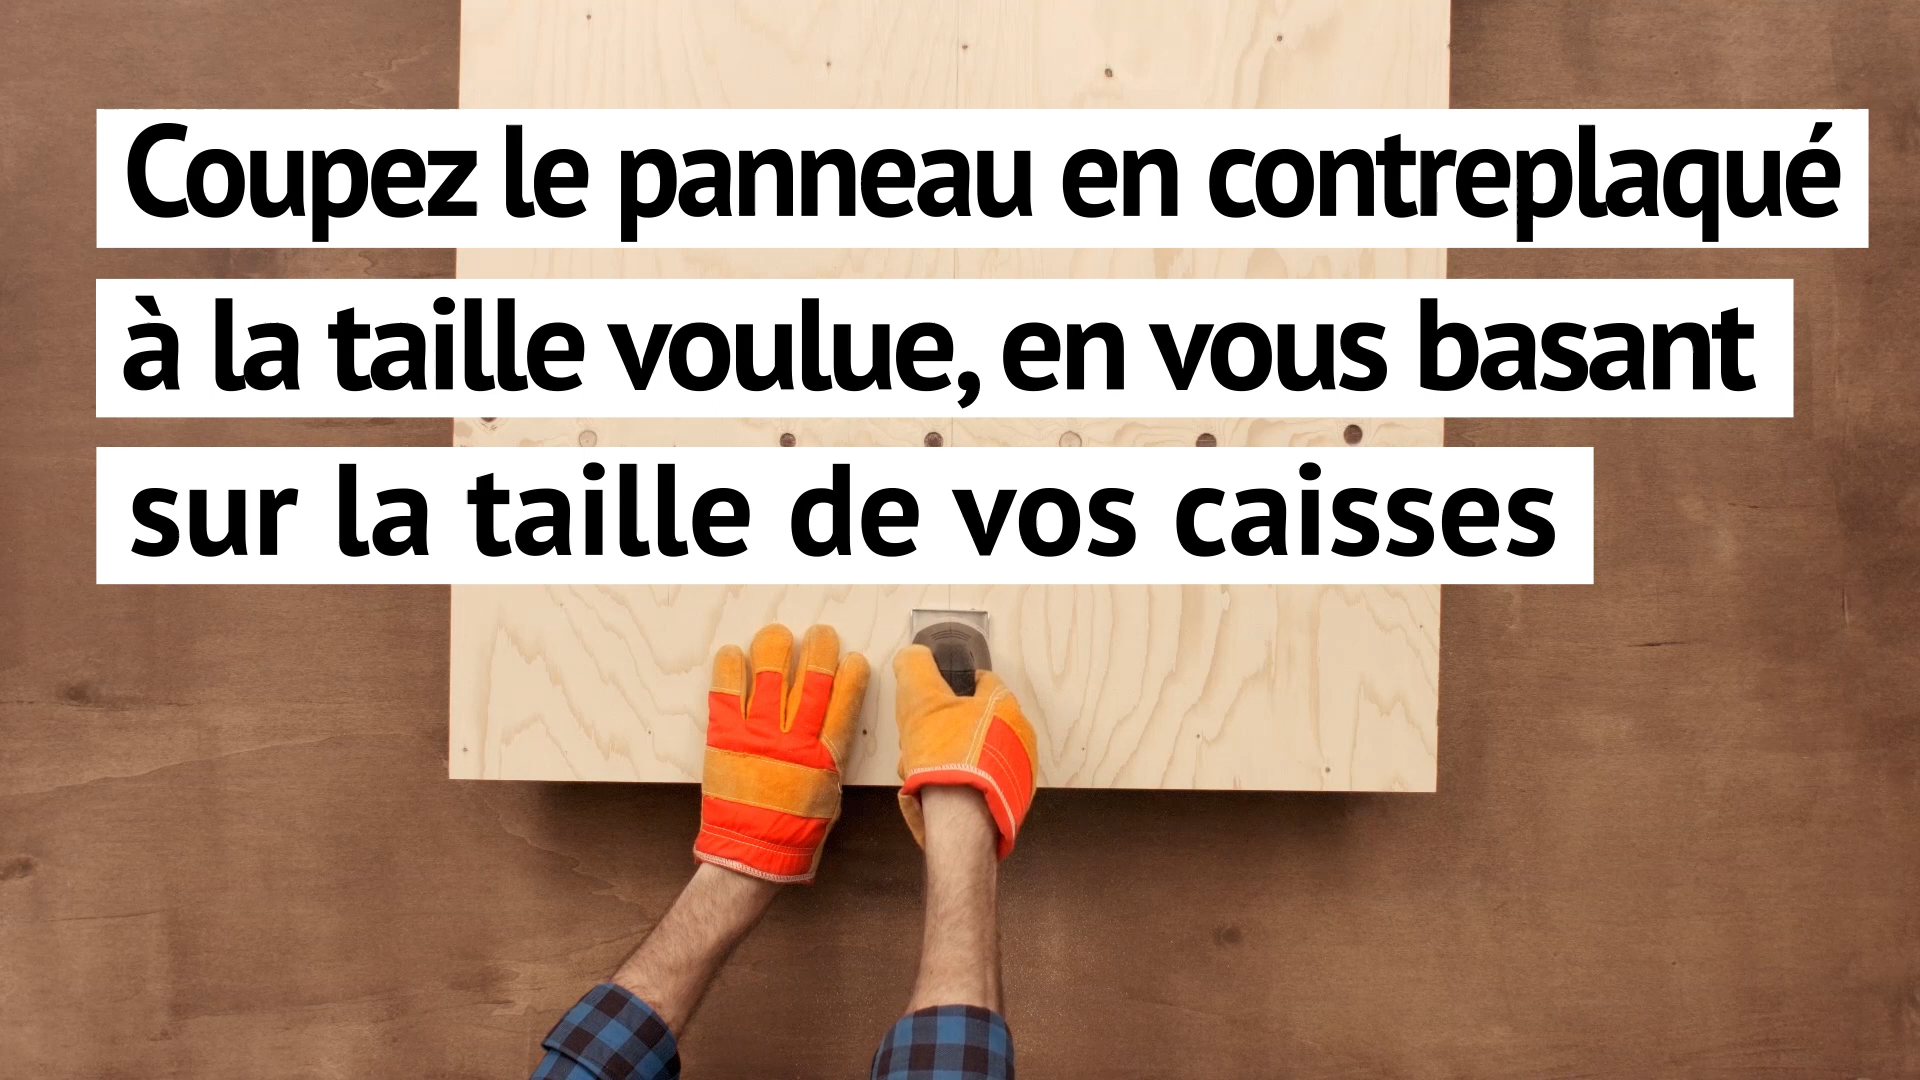 Coupez le panneau en contreplaqué
à la taille voulue, en vous basant
sur la taille de vos caisses